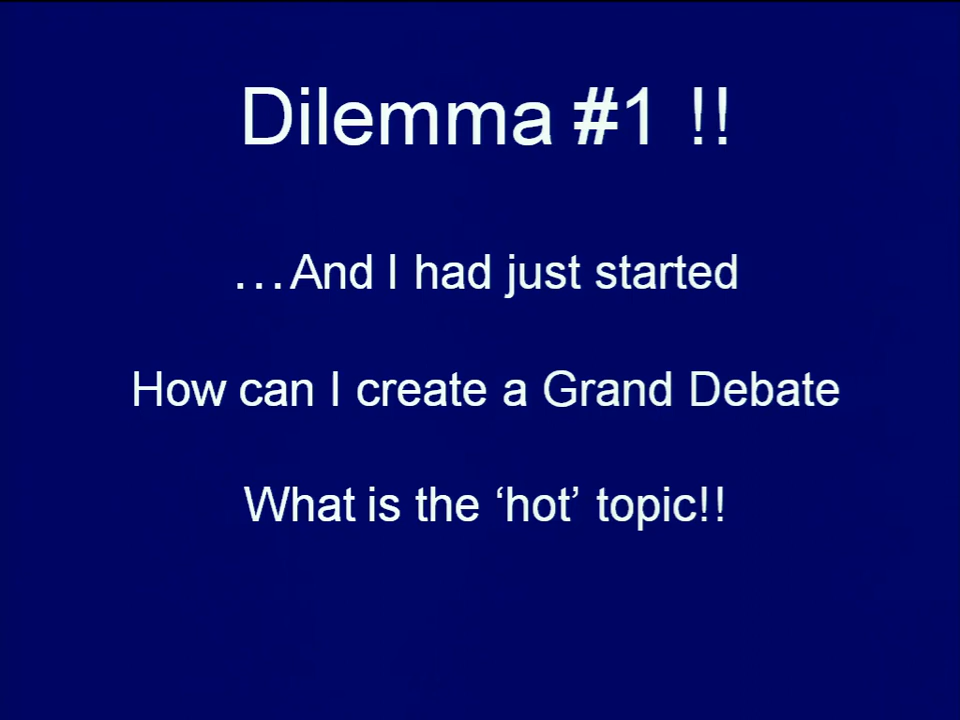 Dilemma #1 !!
…And I had just started
How can I create a Grand Debate
What is the ‘hot’ topic!!